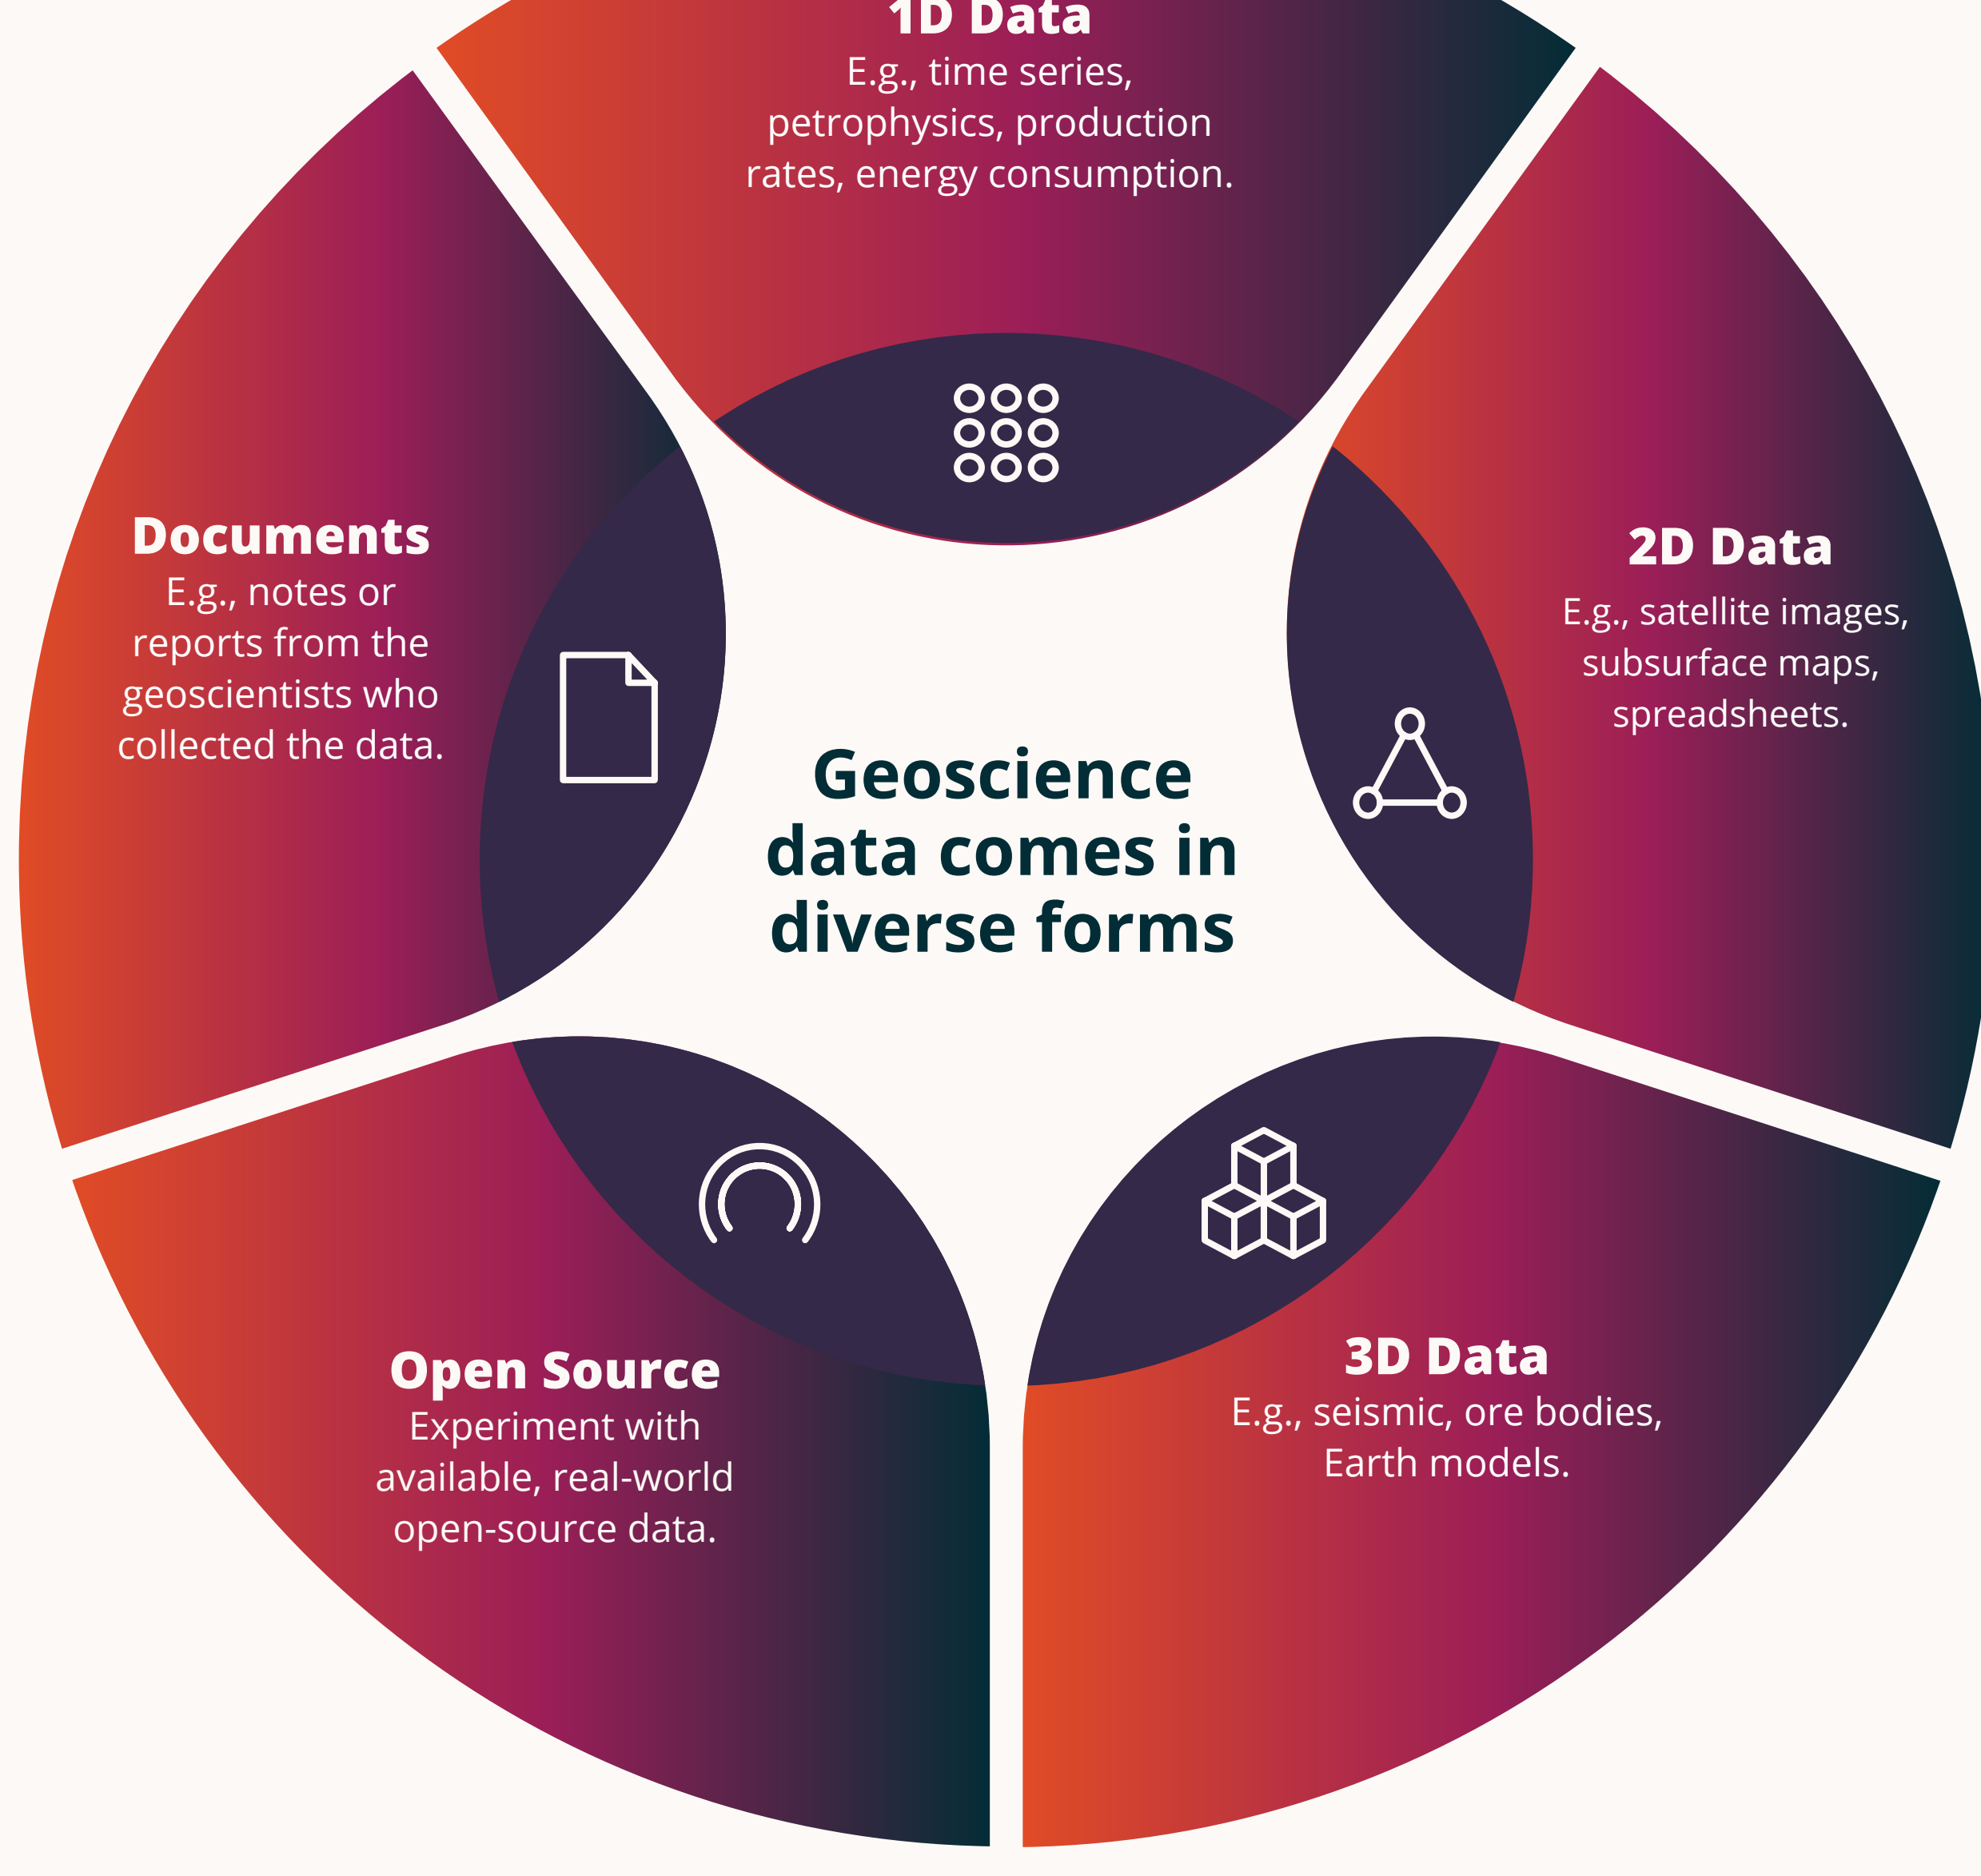 1D Data
E.g., time series,
petrophysics, production
rates, energy consumption.
2D Data
E.g., satellite images,
subsurface maps,
spreadsheets.
3D Data
E.g., seismic, ore bodies,
Earth models.
Open Source
Experiment with
available, real-world
open-source data.
Documents
E.g., notes or
reports from the
geoscientists who
collected the data.
Geoscience
data comes in
diverse forms